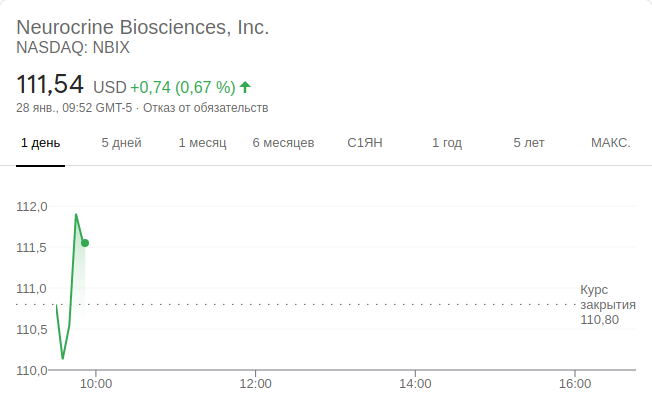 Neurocrine Biosciences, Inc.
NASDAQ: NBIX
111,54 USD +0,74 (0,67 %)
28 янв., 09:52 GMT-5 · Отказ от обязательств
1 день 5 дней 1 месяц 6 месяцев С1ЯН 1 год 5 лет МАКС.
112,0
111,5
111,0
110,5
110,0
Курс
закрытия
110,80
10:00 12:00 14:00 16:00